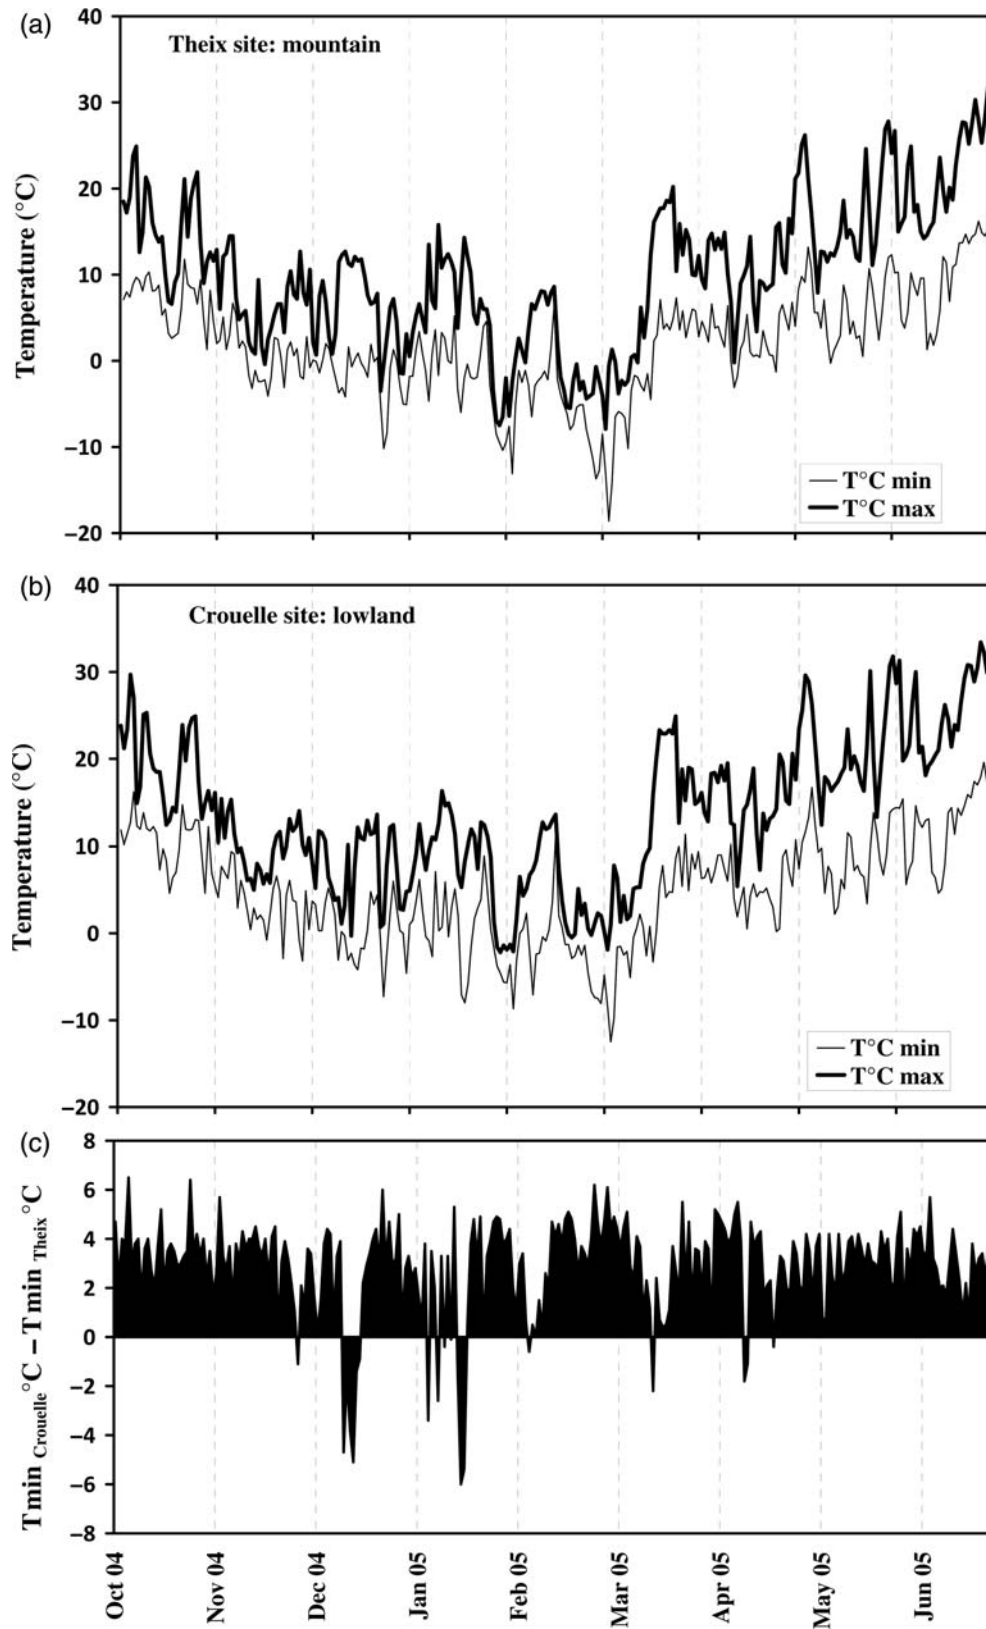 (a)
Theix site: mountain
Temperature (°C)
40
30
20
10
0
−10
−20
T°C min
T°C max
(b)
Crouelle site: lowland
Temperature (°C)
40
30
20
10
0
−10
−20
T°C min
T°C max
(c)
Tmin Crouelle°C – Tmin Theix°C
8
6
4
2
0
−2
−4
−6
−8
Oct 04
Nov 04
Dec 04
Jan 05
Feb 05
Mar 05
Apr 05
May 05
Jun 05